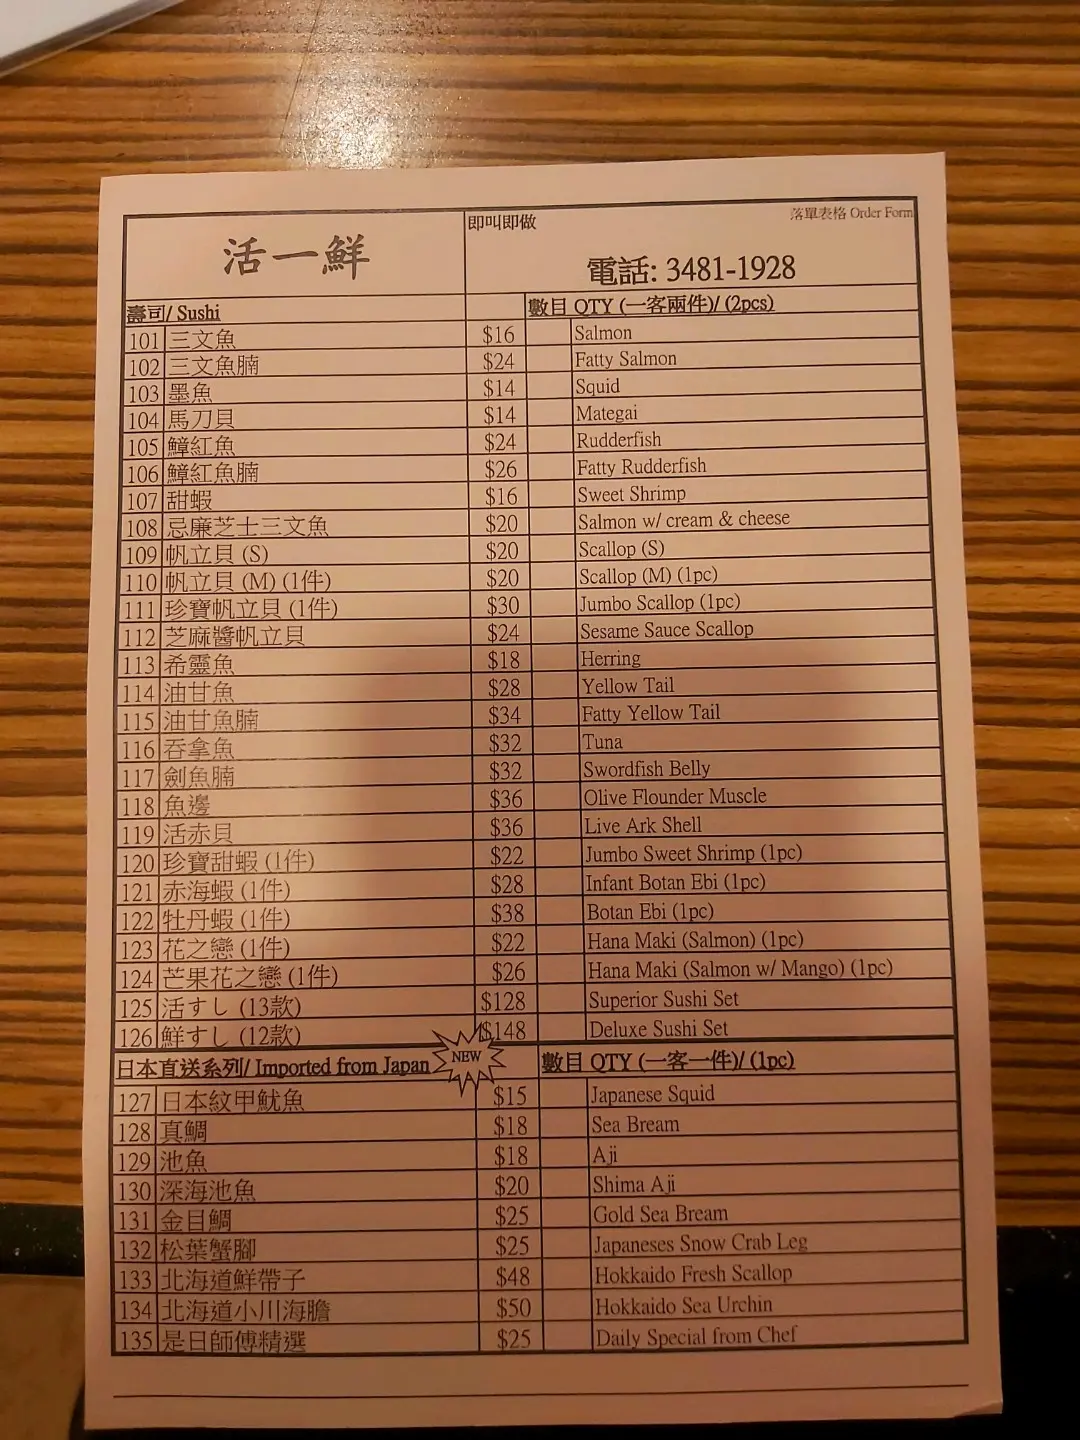 活一鮮
即叫即做
落單表格 Order Form
電話: 3481-1928
壽司/ Sushi 數目 QTY (一客兩件)/ (2pcs)
101 三文魚 $16 Salmon
102 三文魚腩 $24 Fatty Salmon
103 墨魚 $14 Squid
104 馬刀貝 $14 Mategai
105 鱆紅魚 $24 Rudderfish
106 鱆紅魚腩 $26 Fatty Rudderfish
107 甜蝦 $16 Sweet Shrimp
108 忌廉芝士三文魚 $20 Salmon w/ cream & cheese
109 帆立貝 (S) $20 Scallop (S)
110 帆立貝 (M) (1件) $20 Scallop (M) (1pc)
111 珍寶帆立貝 (1件) $30 Jumbo Scallop (1pc)
112 芝麻醬帆立貝 $24 Sesame Sauce Scallop
113 希靈魚 $18 Herring
114 油甘魚 $28 Yellow Tail
115 油甘魚腩 $34 Fatty Yellow Tail
116 吞拿魚 $32 Tuna
117 劍魚腩 $32 Swordfish Belly
118 魚邊 $36 Olive Flounder Muscle
119 活赤貝 $36 Live Ark Shell
120 珍寶甜蝦 (1件) $22 Jumbo Sweet Shrimp (1pc)
121 赤海蝦 (1件) $28 Infant Botan Ebi (1pc)
122 牡丹蝦 (1件) $38 Botan Ebi (1pc)
123 花之戀 (1件) $22 Hana Maki (Salmon) (1pc)
124 芒果花之戀 (1件) $26 Hana Maki (Salmon w/ Mango) (1pc)
125 活すし (13款) $128 Superior Sushi Set
126 鮮すし (12款) $148 Deluxe Sushi Set
日本直送系列/ Imported from Japan NEW 數目 QTY (一客一件)/ (1pc)
127 日本紋甲魷魚 $15 Japanese Squid
128 真鯛 $18 Sea Bream
129 池魚 $18 Aji
130 深海池魚 $20 Shima Aji
131 金目鯛 $25 Gold Sea Bream
132 松葉蟹腳 $25 Japaneses Snow Crab Leg
133 北海道鮮帶子 $48 Hokkaido Fresh Scallop
134 北海道小川海膽 $50 Hokkaido Sea Urchin
135 是日師傅精選 $25 Daily Special from Chef